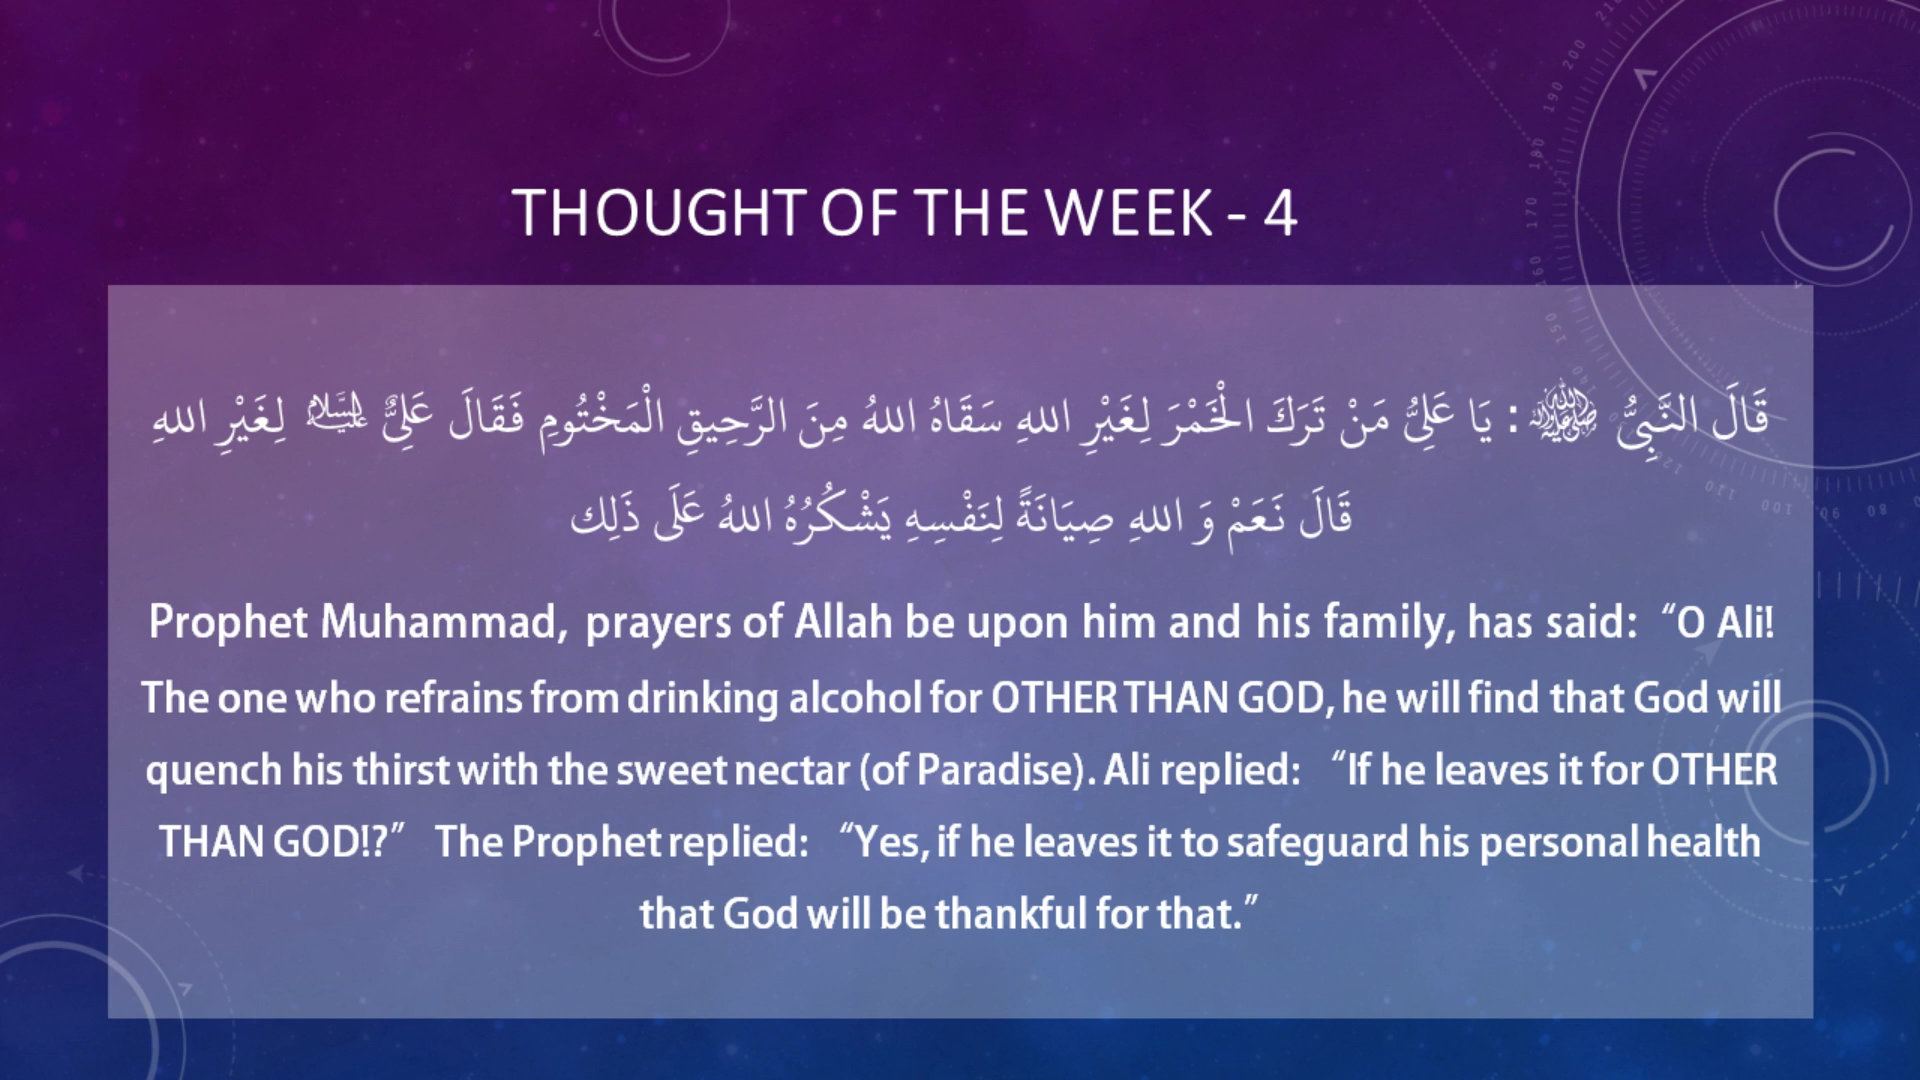 THOUGHT OF THE WEEK - 4
قَالَ النَّبِىُّ ﷺ : يَا عَلِىُّ مَنْ تَرَكَ الْخَمْرَ لِغَيْرِ اللهِ سَقَاهُ اللهُ مِنَ الرَّحِيقِ الْمَخْتُومِ فَقَالَ عَلِىٌّ عَلَيْهِ السَّلَامُ لِغَيْرِ اللهِ
قَالَ نَعَمْ وَ اللهِ صِيَانَةً لِنَفْسِهِ يَشْكُرُهُ اللهُ عَلَى ذَلِك
Prophet Muhammad, prayers of Allah be upon him and his family, has said: “O Ali!
The one who refrains from drinking alcohol for OTHER THAN GOD, he will find that God will
quench his thirst with the sweet nectar (of Paradise). Ali replied: “If he leaves it for OTHER
THAN GOD!?” The Prophet replied: “Yes, if he leaves it to safeguard his personal health
that God will be thankful for that.”